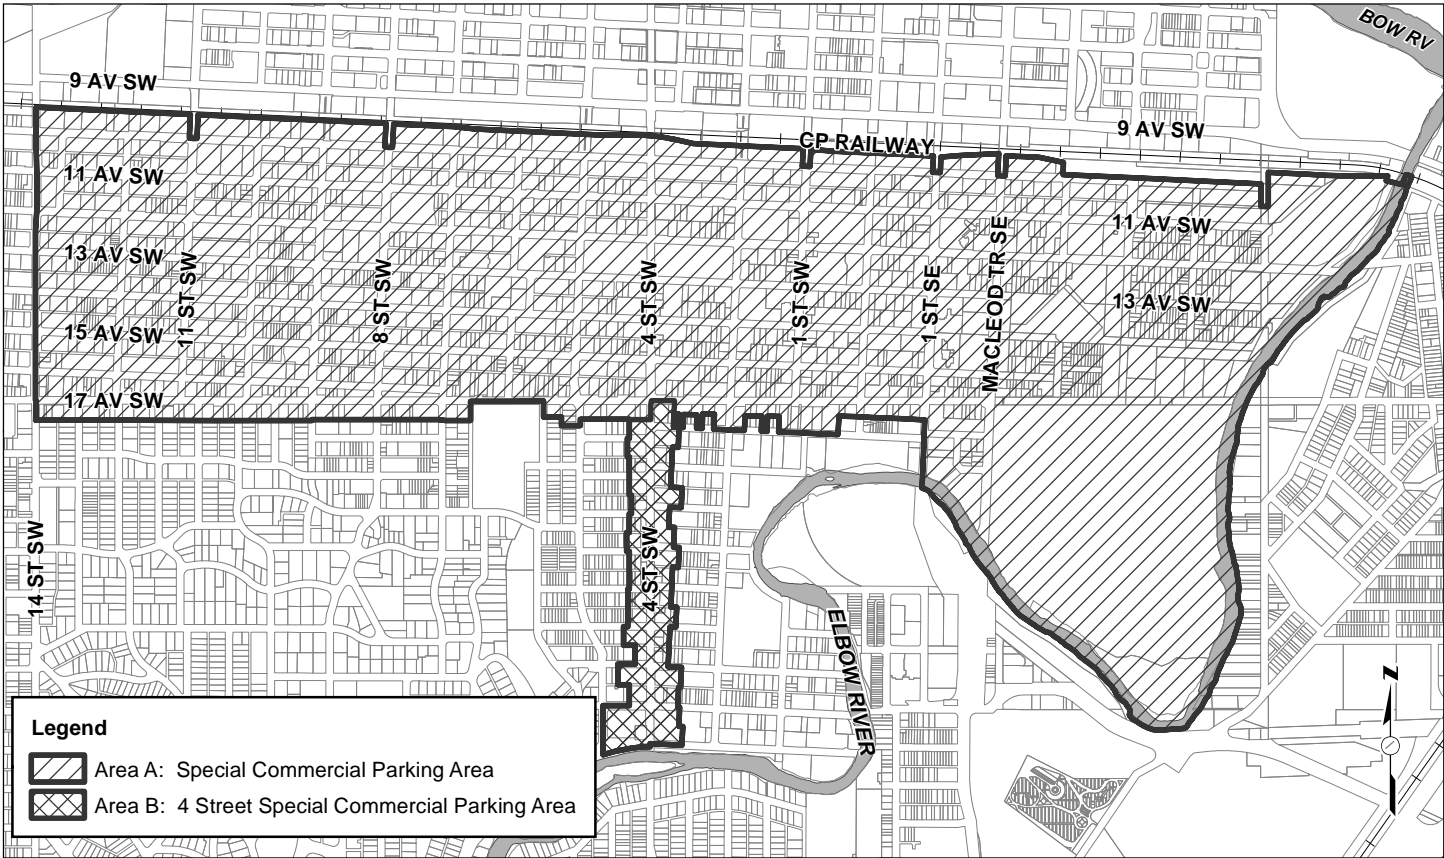 BOW RV
9 AV SW
9 AV SW
CP RAILWAY
11 AV SW
11 AV SW
13 AV SW
11 ST SW
8 ST SW
4 ST SW
1 ST SW
1 ST SE
MACLEOD TR SE
13 AV SW
15 AV SW
17 AV SW
14 ST SW
4 ST SW
ELBOW RIVER
N
Legend
Area A: Special Commercial Parking Area
Area B: 4 Street Special Commercial Parking Area